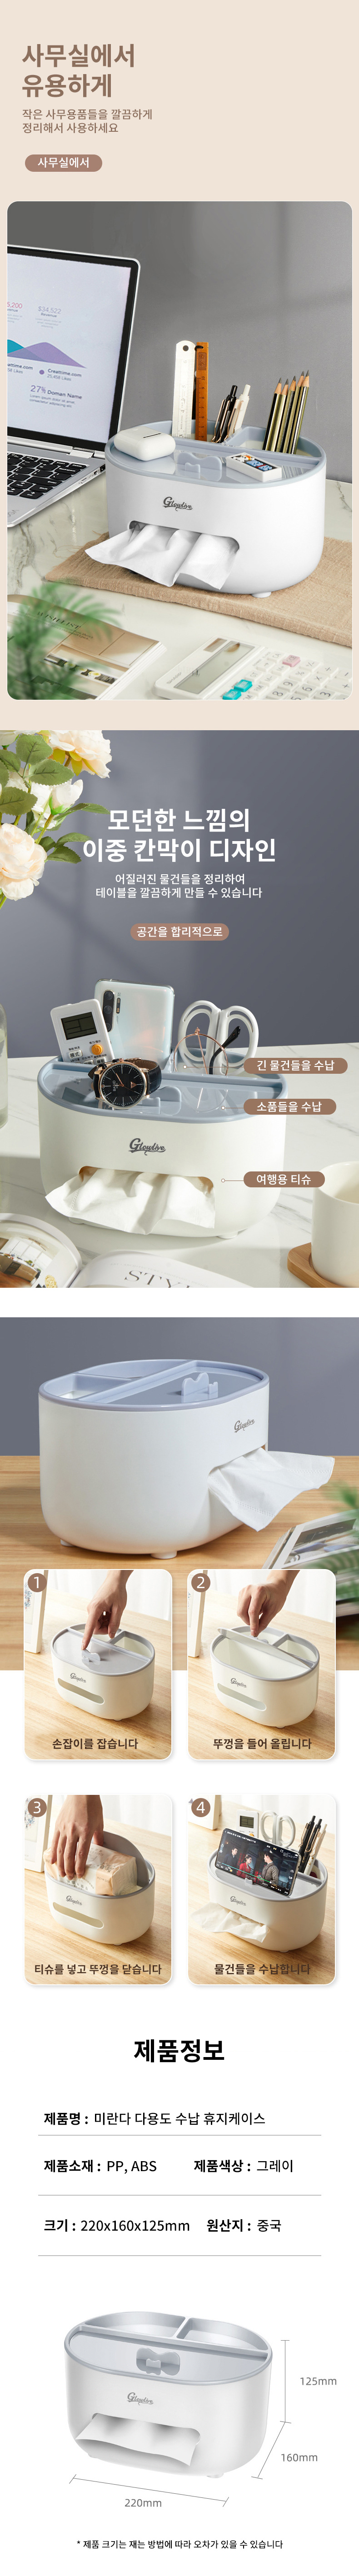 사무실에서
유용하게
작은 사무용품들을 깔끔하게
정리해서 사용하세요
사무실에서
$34,522
27% Domain Name
모던한 느낌의
이중 칸막이 디자인
어질러진 물건들을 정리하여
테이블을 깔끔하게 만들 수 있습니다
공간을 합리적으로
긴 물건들을 수납
소품들을 수납
여행용 티슈
STYL
1
손잡이를 잡습니다
2
뚜껑을 들어 올립니다
3
티슈를 넣고 뚜껑을 닫습니다
4
물건들을 수납합니다
제품정보
제품명 : 미란다 다용도 수납 휴지케이스
제품소재 : PP, ABS 제품색상 : 그레이
크기 : 220x160x125mm 원산지 : 중국
125mm
160mm
220mm
* 제품 크기는 재는 방법에 따라 오차가 있을 수 있습니다